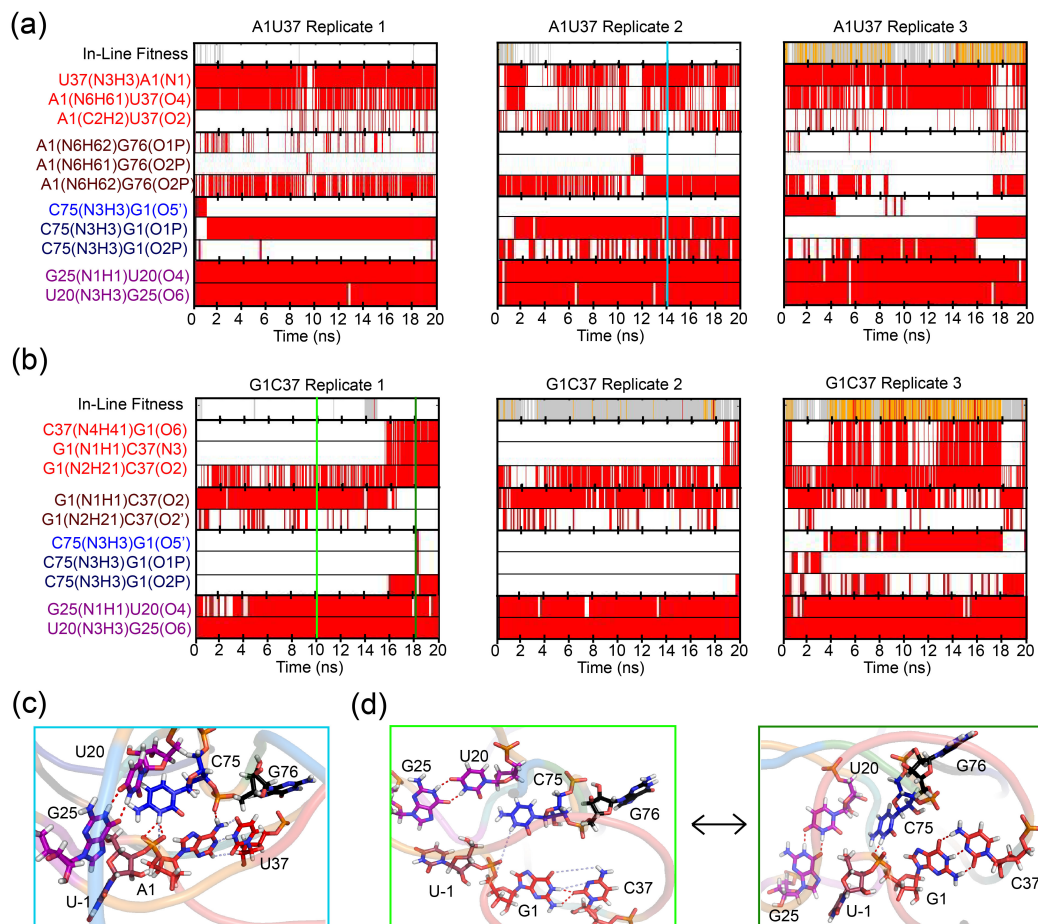 (a)
A1U37 Replicate 1
A1U37 Replicate 2
A1U37 Replicate 3
In-Line Fitness
U37(N3H3)A1(N1)
A1(N6H61)U37(O4)
A1(C2H2)U37(O2)
A1(N6H62)G76(O1P)
A1(N6H61)G76(O2P)
A1(N6H62)G76(O2P)
C75(N3H3)G1(O5')
C75(N3H3)G1(O1P)
C75(N3H3)G1(O2P)
G25(N1H1)U20(O4)
U20(N3H3)G25(O6)
0 2 4 6 8 10 12 14 16 18 20
0 2 4 6 8 10 12 14 16 18 20
0 2 4 6 8 10 12 14 16 18 20
Time (ns)
Time (ns)
Time (ns)
(b)
G1C37 Replicate 1
G1C37 Replicate 2
G1C37 Replicate 3
In-Line Fitness
C37(N4H41)G1(O6)
G1(N1H1)C37(N3)
G1(N2H21)C37(O2)
G1(N1H1)C37(O2)
G1(N2H21)C37(O2')
C75(N3H3)G1(O5')
C75(N3H3)G1(O1P)
C75(N3H3)G1(O2P)
G25(N1H1)U20(O4)
U20(N3H3)G25(O6)
0 2 4 6 8 10 12 14 16 18 20
0 2 4 6 8 10 12 14 16 18 20
0 2 4 6 8 10 12 14 16 18 20
Time (ns)
Time (ns)
Time (ns)
(c)
U20
C75
G76
G25
U37
A1
U-1
(d)
G25
U20
C75
G76
U-1
G1
C37
U20
G76
C75
C37
G1
U-1
G25